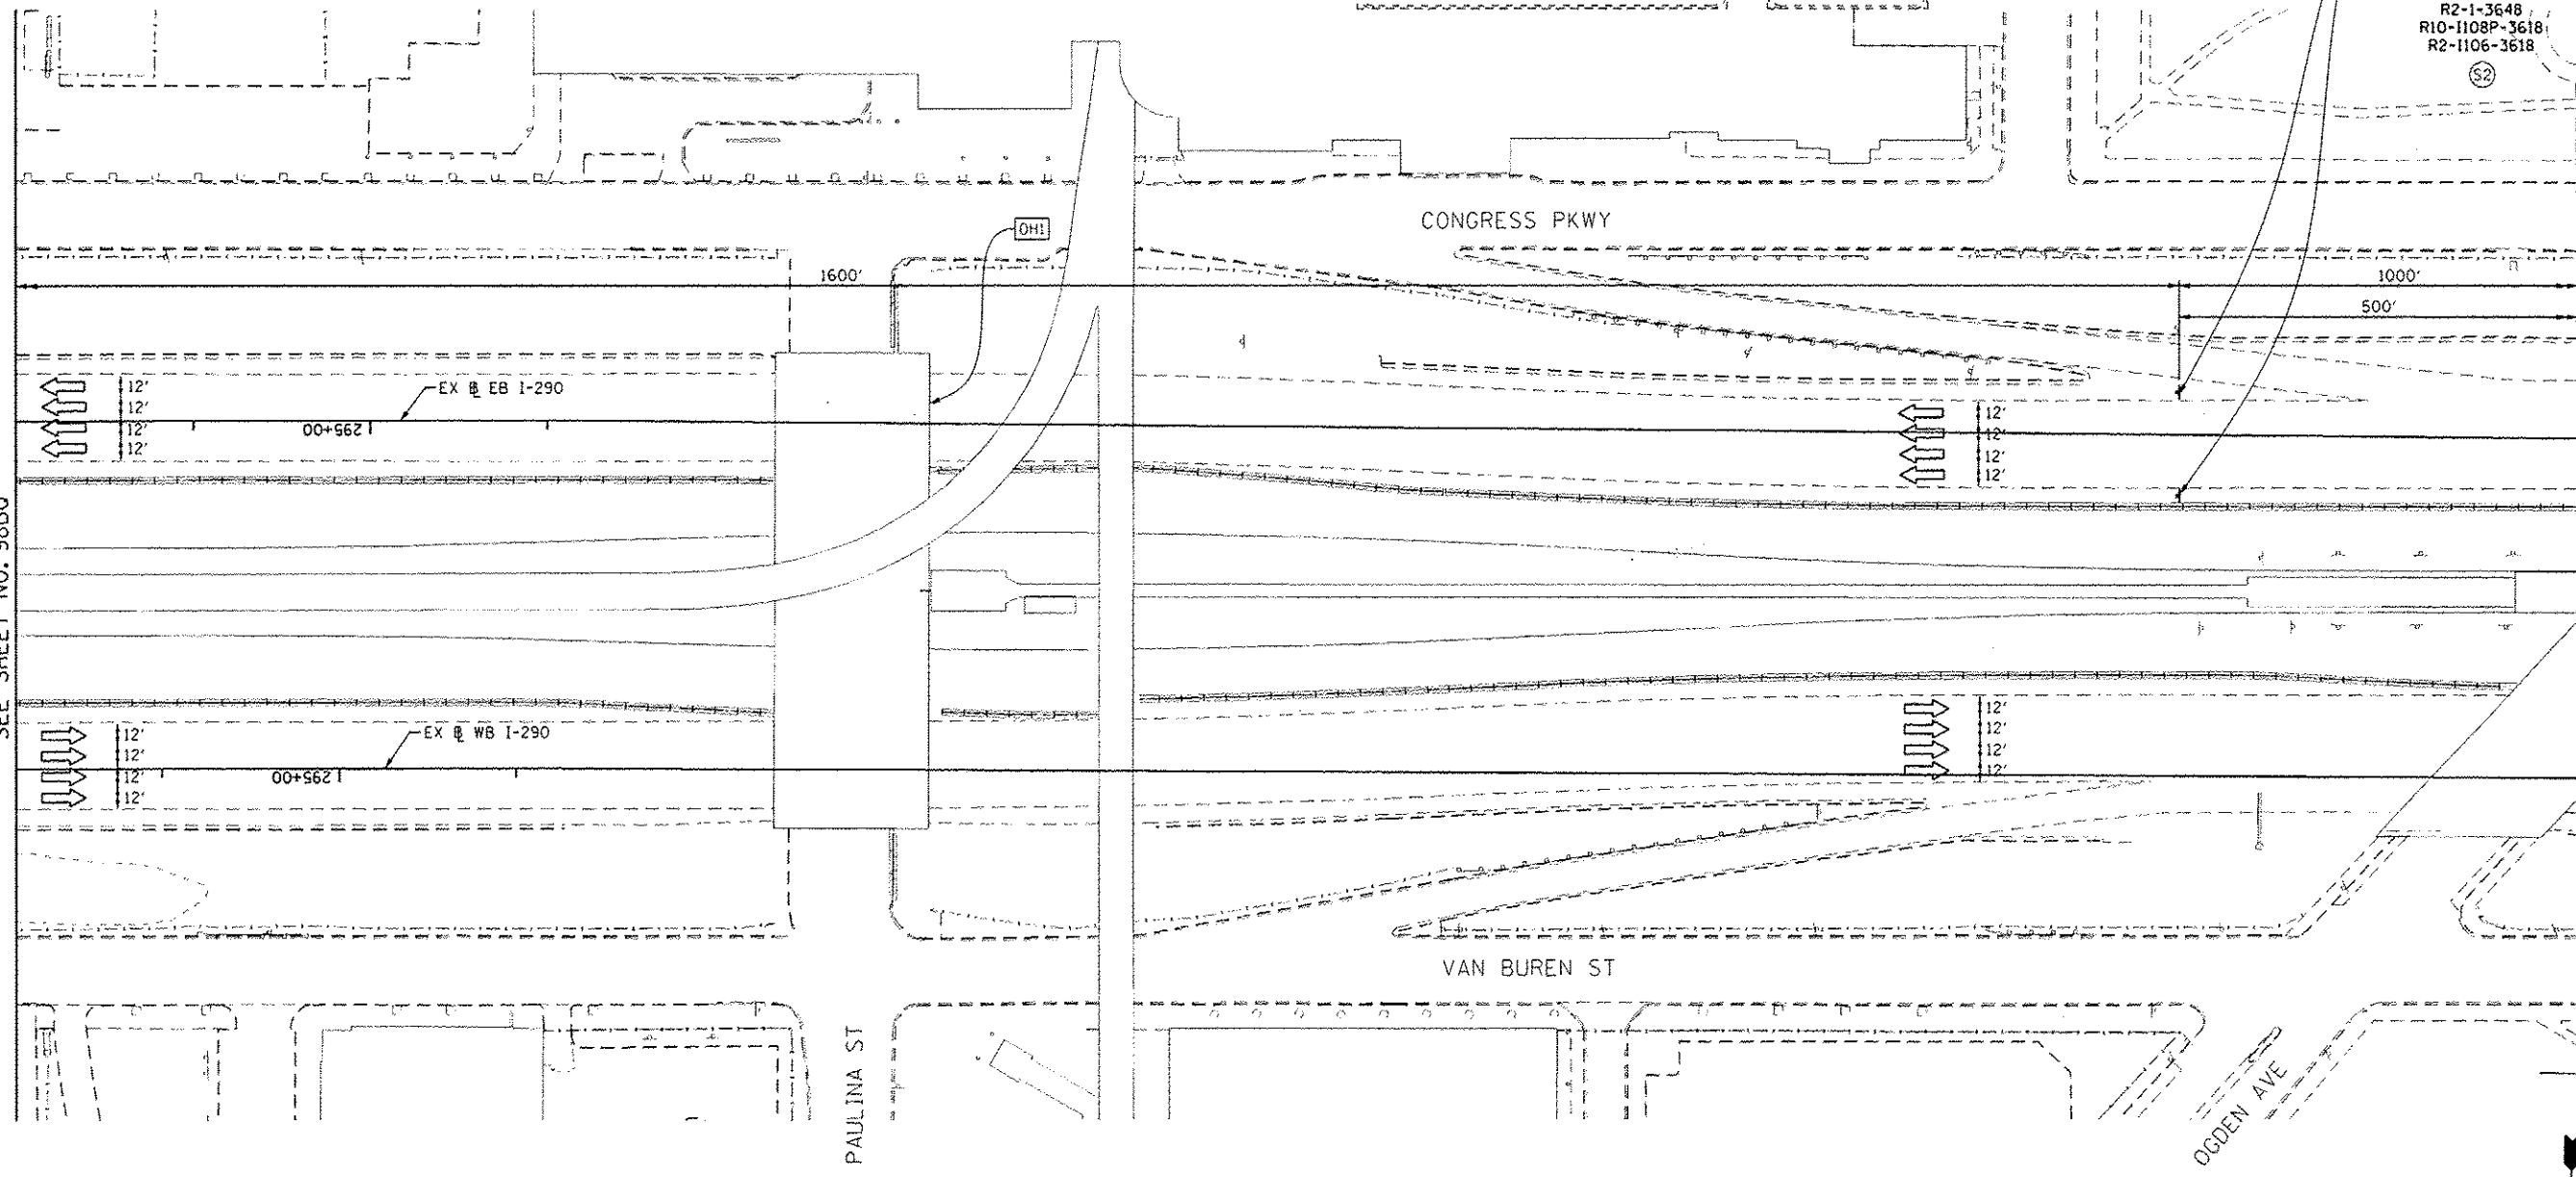 R2-1-3648
R10-I108P-3618
R2-I106-3618
S2
CONGRESS PKWY
OH1
1600'
1000'
500'
12'
12'
12'
12'
EX ℄ EB I-290
295+00
12'
12'
12'
12'
12'
12'
12'
12'
EX ℄ WB I-290
295+00
12'
12'
12'
12'
VAN BUREN ST
PAULINA ST
OGDEN AVE
SEE SHEET NO.